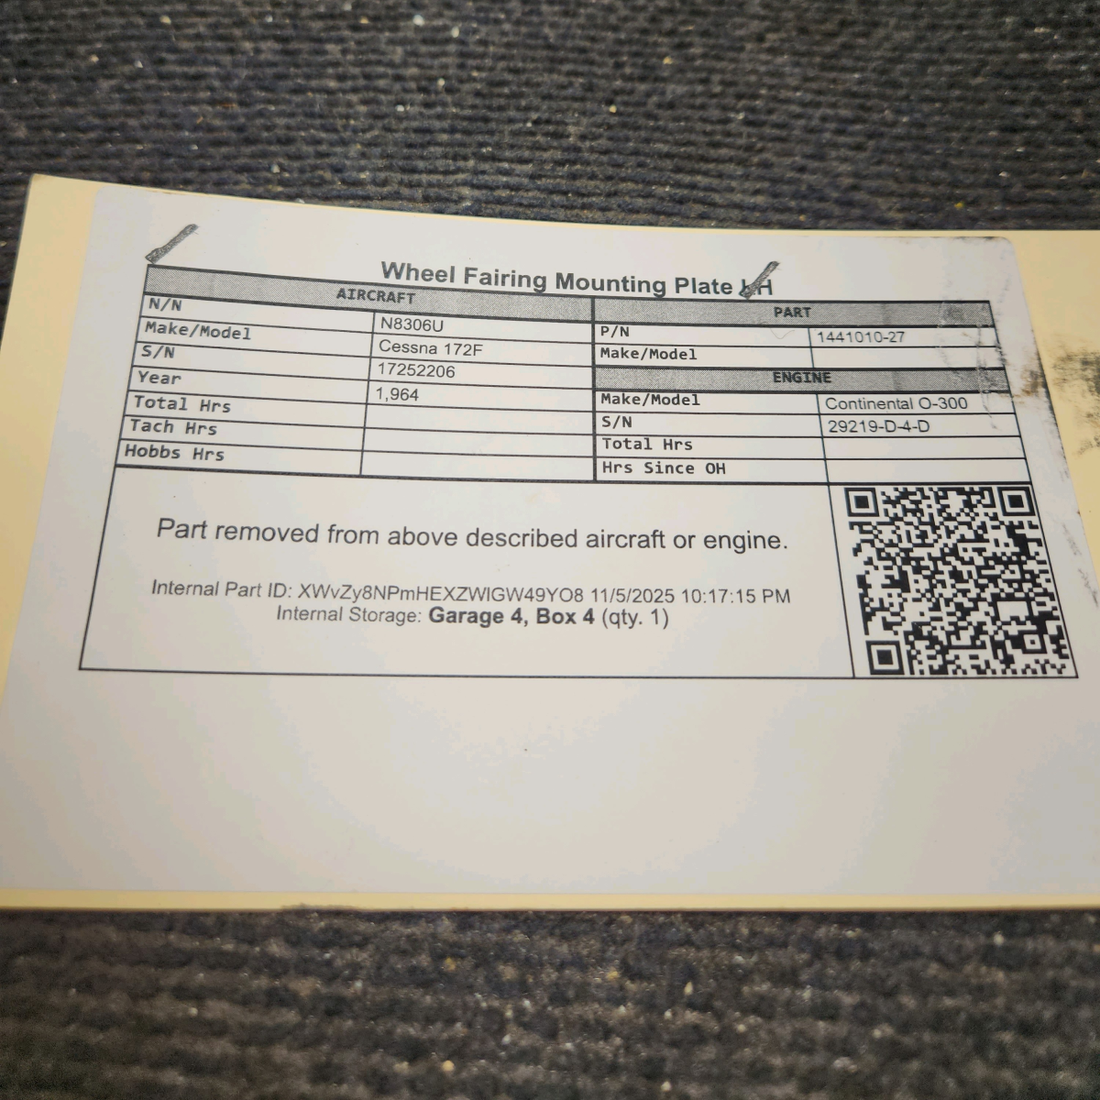 Wheel Fairing Mounting Plate LH
AIRCRAFT
N/N N8306U
Make/Model Cessna 172F
S/N 17252206
Year 1,964
Total Hrs
Tach Hrs
Hobbs Hrs
PART
P/N 1441010-27
Make/Model
ENGINE
Make/Model Continental O-300
S/N 29219-D-4-D
Total Hrs
Hrs Since OH
Part removed from above described aircraft or engine.
Internal Part ID: XWvZy8NPmHEXZWlGW49YO8 11/5/2025 10:17:15 PM
Internal Storage: Garage 4, Box 4 (qty. 1)